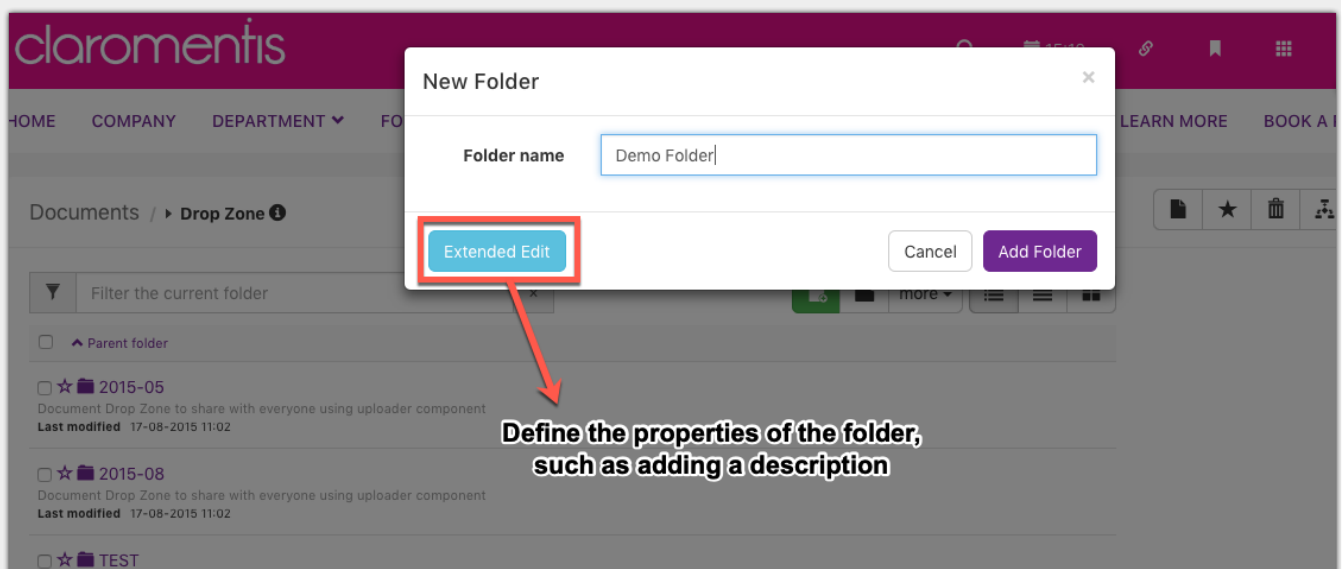 claromentis
New Folder
×
HOME COMPANY DEPARTMENT FO LEARN MORE BOOK A
Folder name Demo Folder
Documents / Drop Zone
Extended Edit Cancel Add Folder
Filter the current folder × more
Parent folder
2015-05
Document Drop Zone to share with everyone using uploader component
Last modified 17-08-2015 11:02
Define the properties of the folder,
such as adding a description
2015-08
Document Drop Zone to share with everyone using uploader component
Last modified 17-08-2015 11:02
TEST